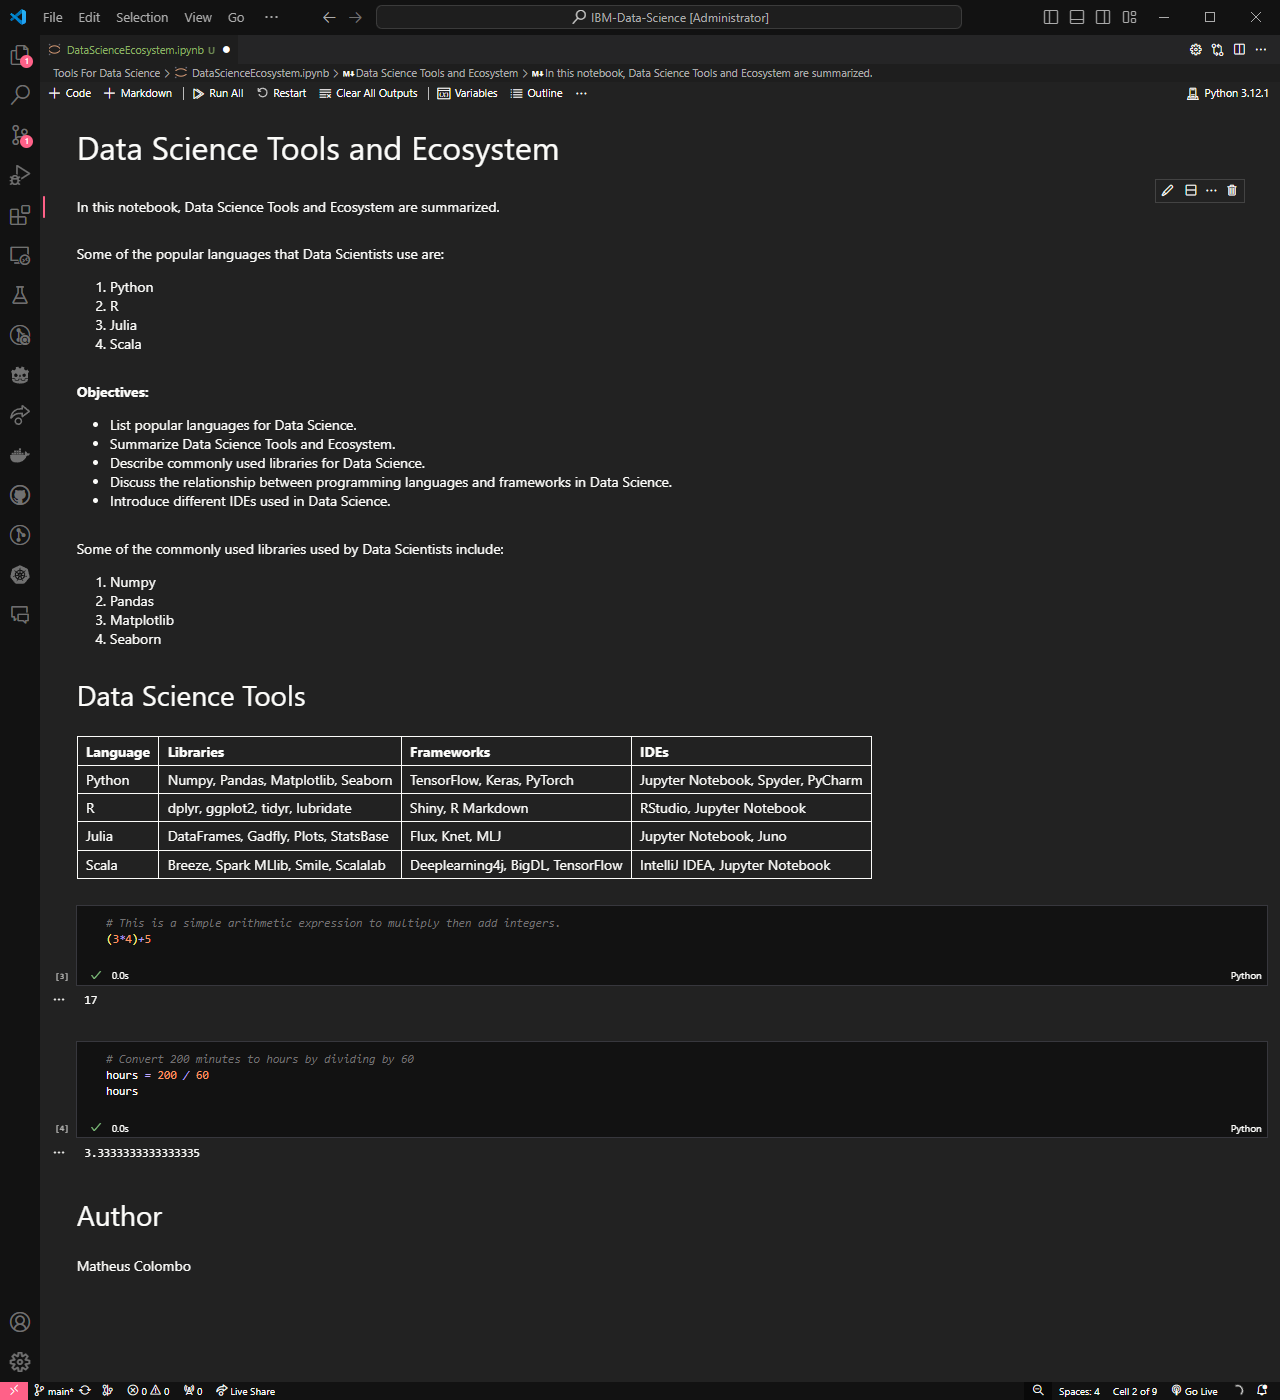 File Edit Selection View Go ··· IBM-Data-Science [Administrator]
DataScienceEcosystem.ipynb U
Tools For Data Science > DataScienceEcosystem.ipynb > M↓Data Science Tools and Ecosystem > M↓In this notebook, Data Science Tools and Ecosystem are summarized.
+ Code + Markdown | Run All Restart Clear All Outputs | Variables Outline ··· Python 3.12.1
Data Science Tools and Ecosystem
In this notebook, Data Science Tools and Ecosystem are summarized.
Some of the popular languages that Data Scientists use are:
1. Python
2. R
3. Julia
4. Scala
Objectives:
• List popular languages for Data Science.
• Summarize Data Science Tools and Ecosystem.
• Describe commonly used libraries for Data Science.
• Discuss the relationship between programming languages and frameworks in Data Science.
• Introduce different IDEs used in Data Science.
Some of the commonly used libraries used by Data Scientists include:
1. Numpy
2. Pandas
3. Matplotlib
4. Seaborn
Data Science Tools
Language Libraries Frameworks IDEs
Python Numpy, Pandas, Matplotlib, Seaborn TensorFlow, Keras, PyTorch Jupyter Notebook, Spyder, PyCharm
R dplyr, ggplot2, tidyr, lubridate Shiny, R Markdown RStudio, Jupyter Notebook
Julia DataFrames, Gadfly, Plots, StatsBase Flux, Knet, MLJ Jupyter Notebook, Juno
Scala Breeze, Spark MLlib, Smile, Scalalab Deeplearning4j, BigDL, TensorFlow IntelliJ IDEA, Jupyter Notebook
# This is a simple arithmetic expression to multiply then add integers.
(3*4)+5
[3] 0.0s Python
17
# Convert 200 minutes to hours by dividing by 60
hours = 200 / 60
hours
[4] 0.0s Python
3.3333333333333335
Author
Matheus Colombo
main* 0 0 0 Live Share Spaces: 4 Cell 2 of 9 Go Live